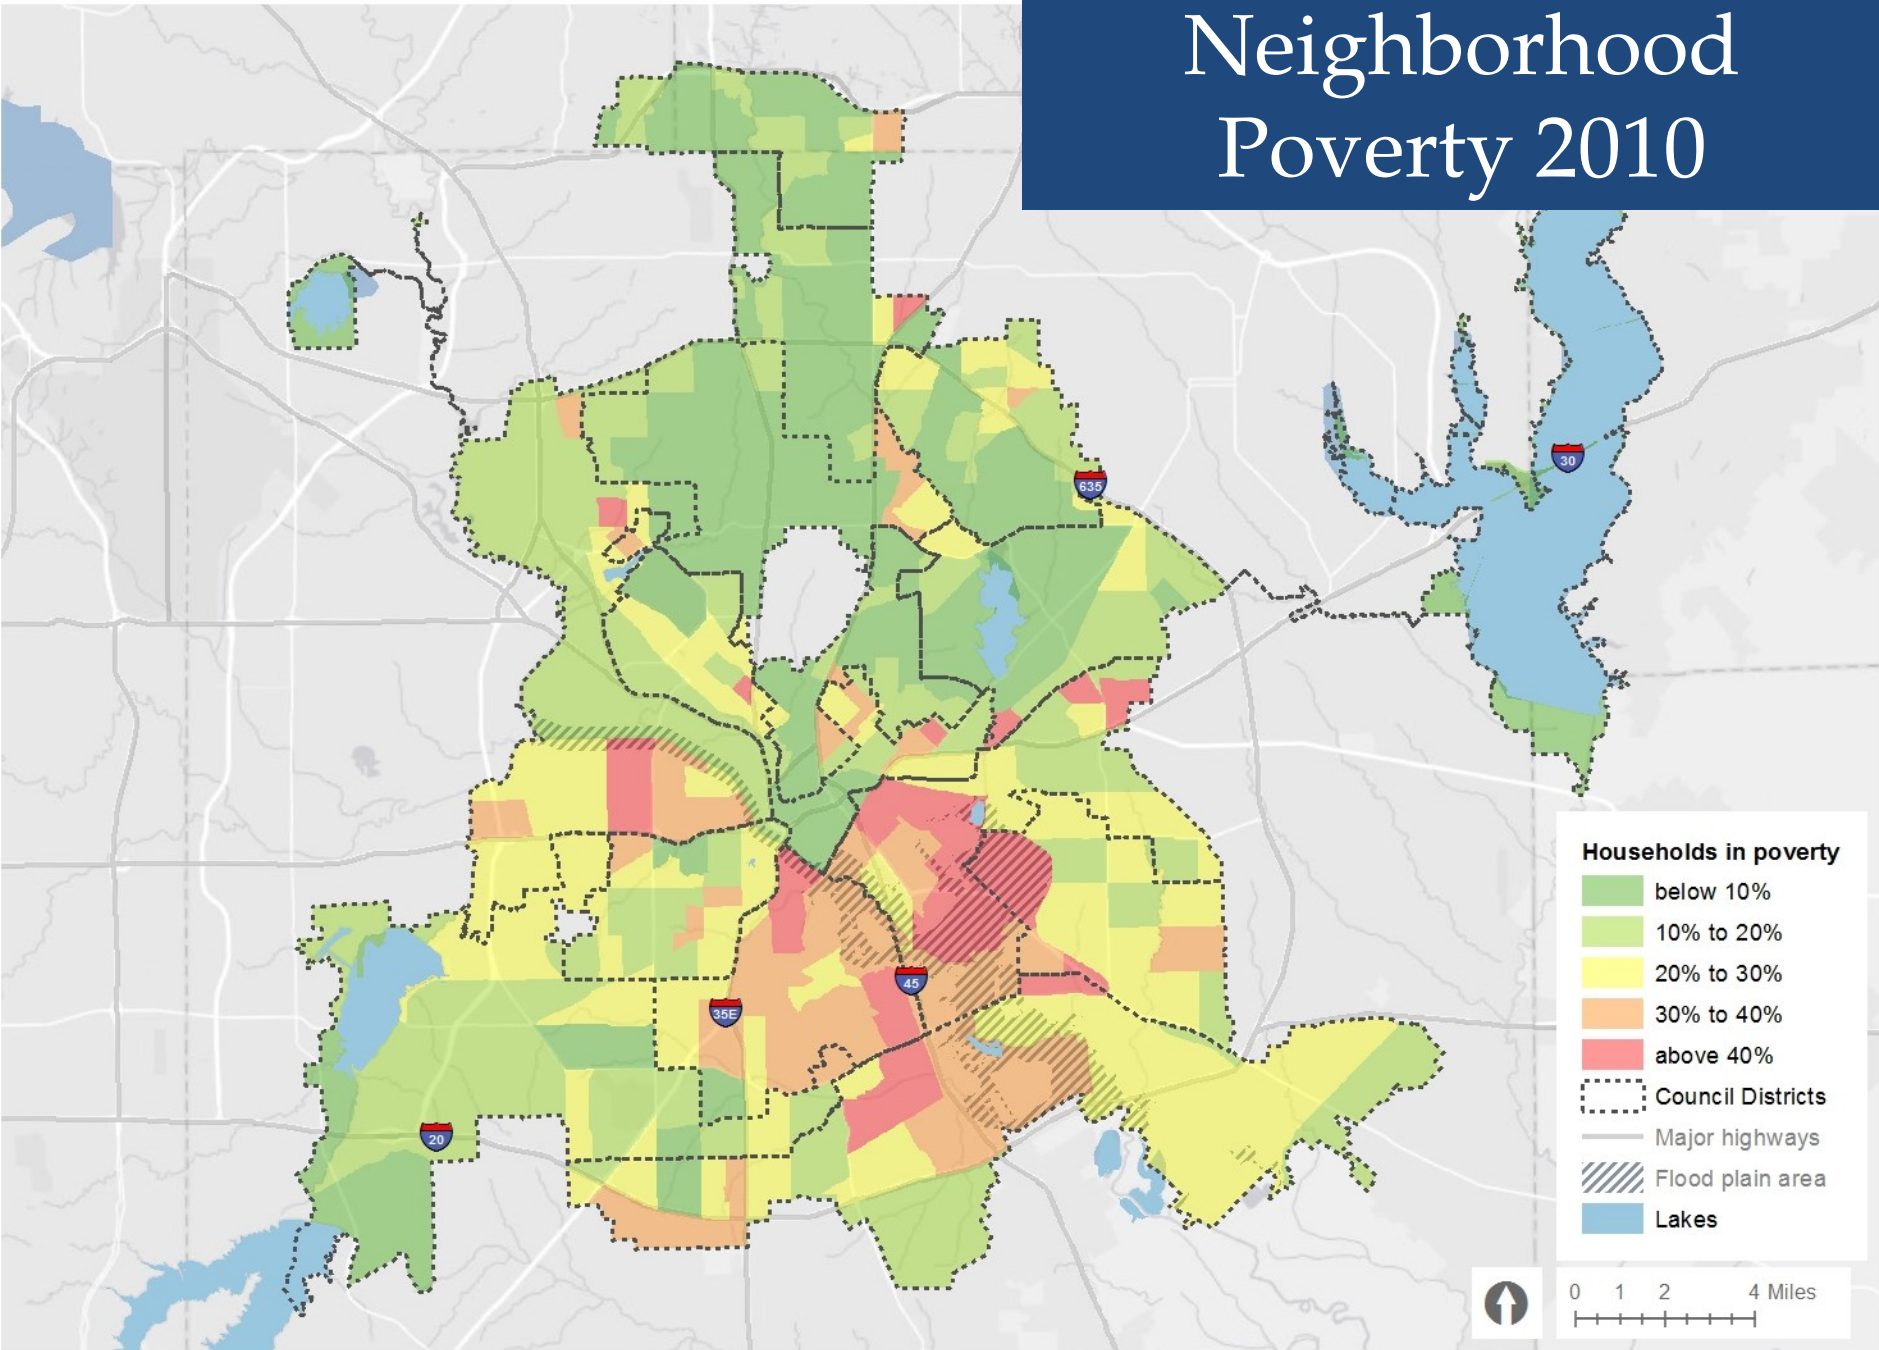 Neighborhood
Poverty 2010
635
30
45
35E
20
Households in poverty
below 10%
10% to 20%
20% to 30%
30% to 40%
above 40%
Council Districts
Major highways
Flood plain area
Lakes
0 1 2 4 Miles